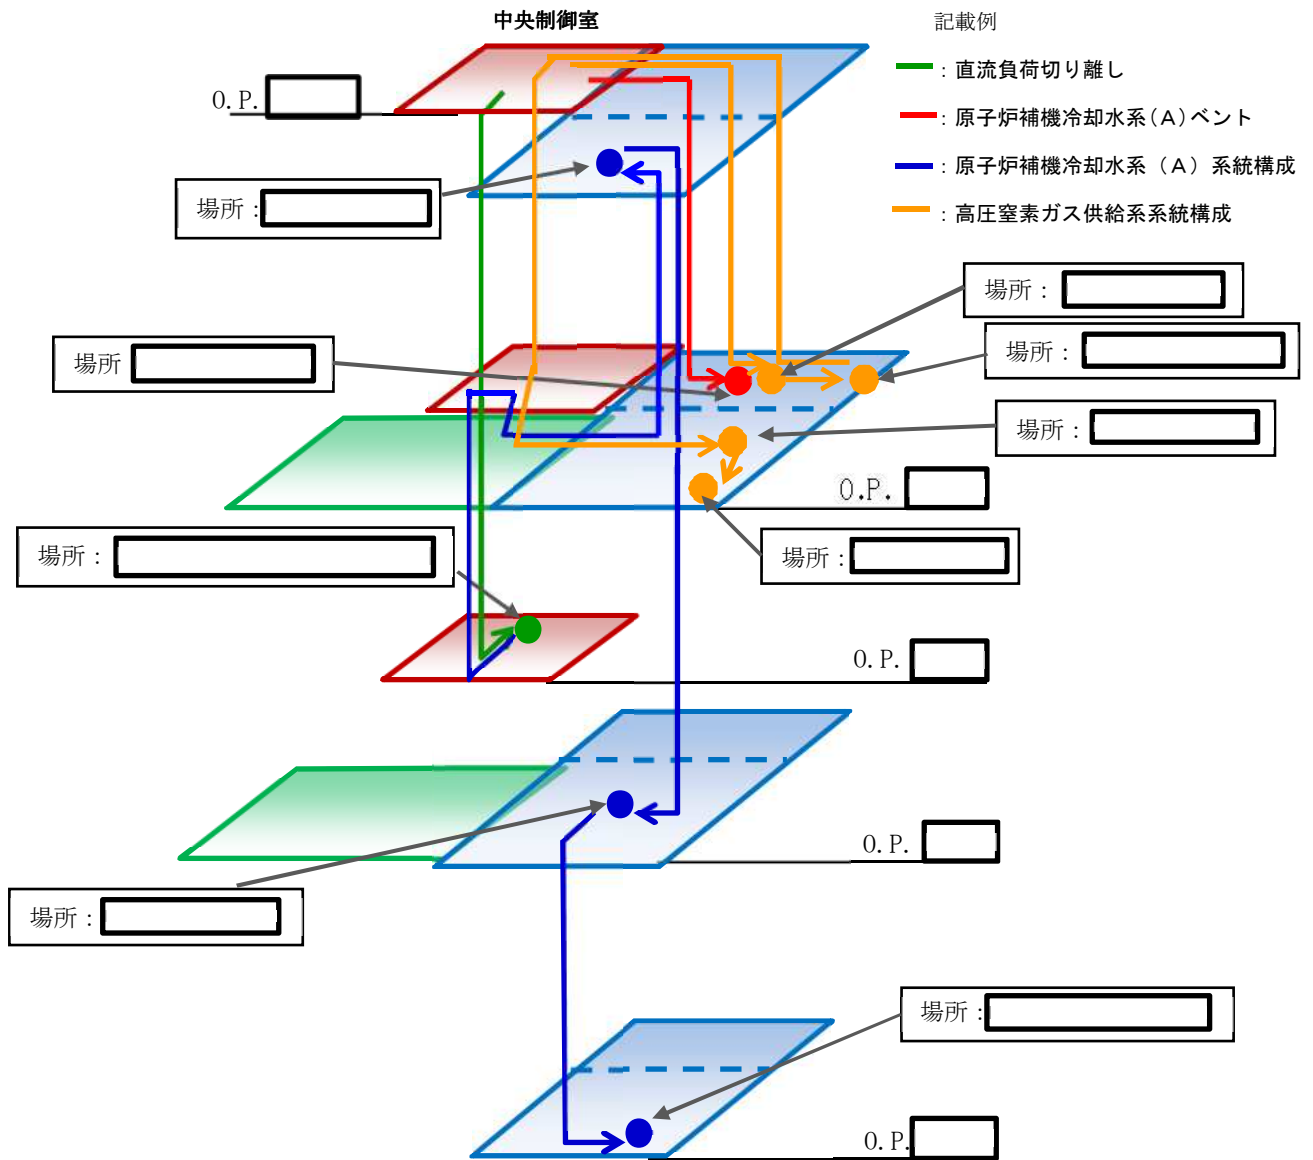 中央制御室
記載例
：直流負荷切り離し
：原子炉補機冷却水系(A)ベント
：原子炉補機冷却水系（A）系統構成
：高圧窒素ガス供給系系統構成
O.P.
場所：
場所：
場所：
場所
場所：
O.P.
場所：
場所：
O.P.
O.P.
場所：
場所：
O.P.